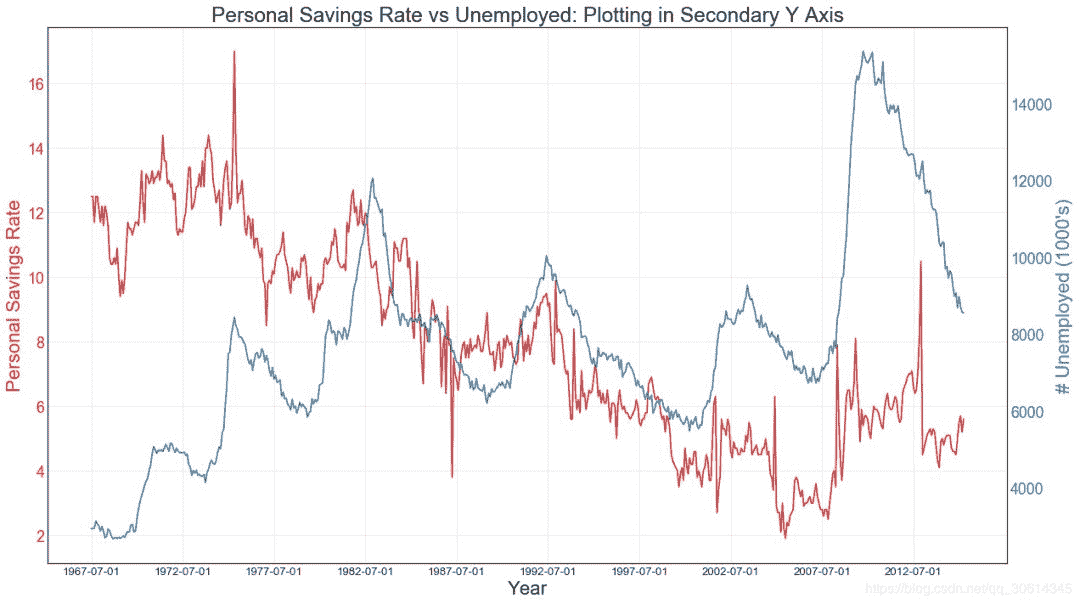 Personal Savings Rate vs Unemployed: Plotting in Secondary Y Axis
Personal Savings Rate
16
14
12
10
8
6
4
2
14000
12000
10000
8000
6000
4000
# Unemployed (1000's)
1967-07-01 1972-07-01 1977-07-01 1982-07-01 1987-07-01 1992-07-01 1997-07-01 2002-07-01 2007-07-01 2012-07-01
Year
https://blog.csdn.net/qq_30614345